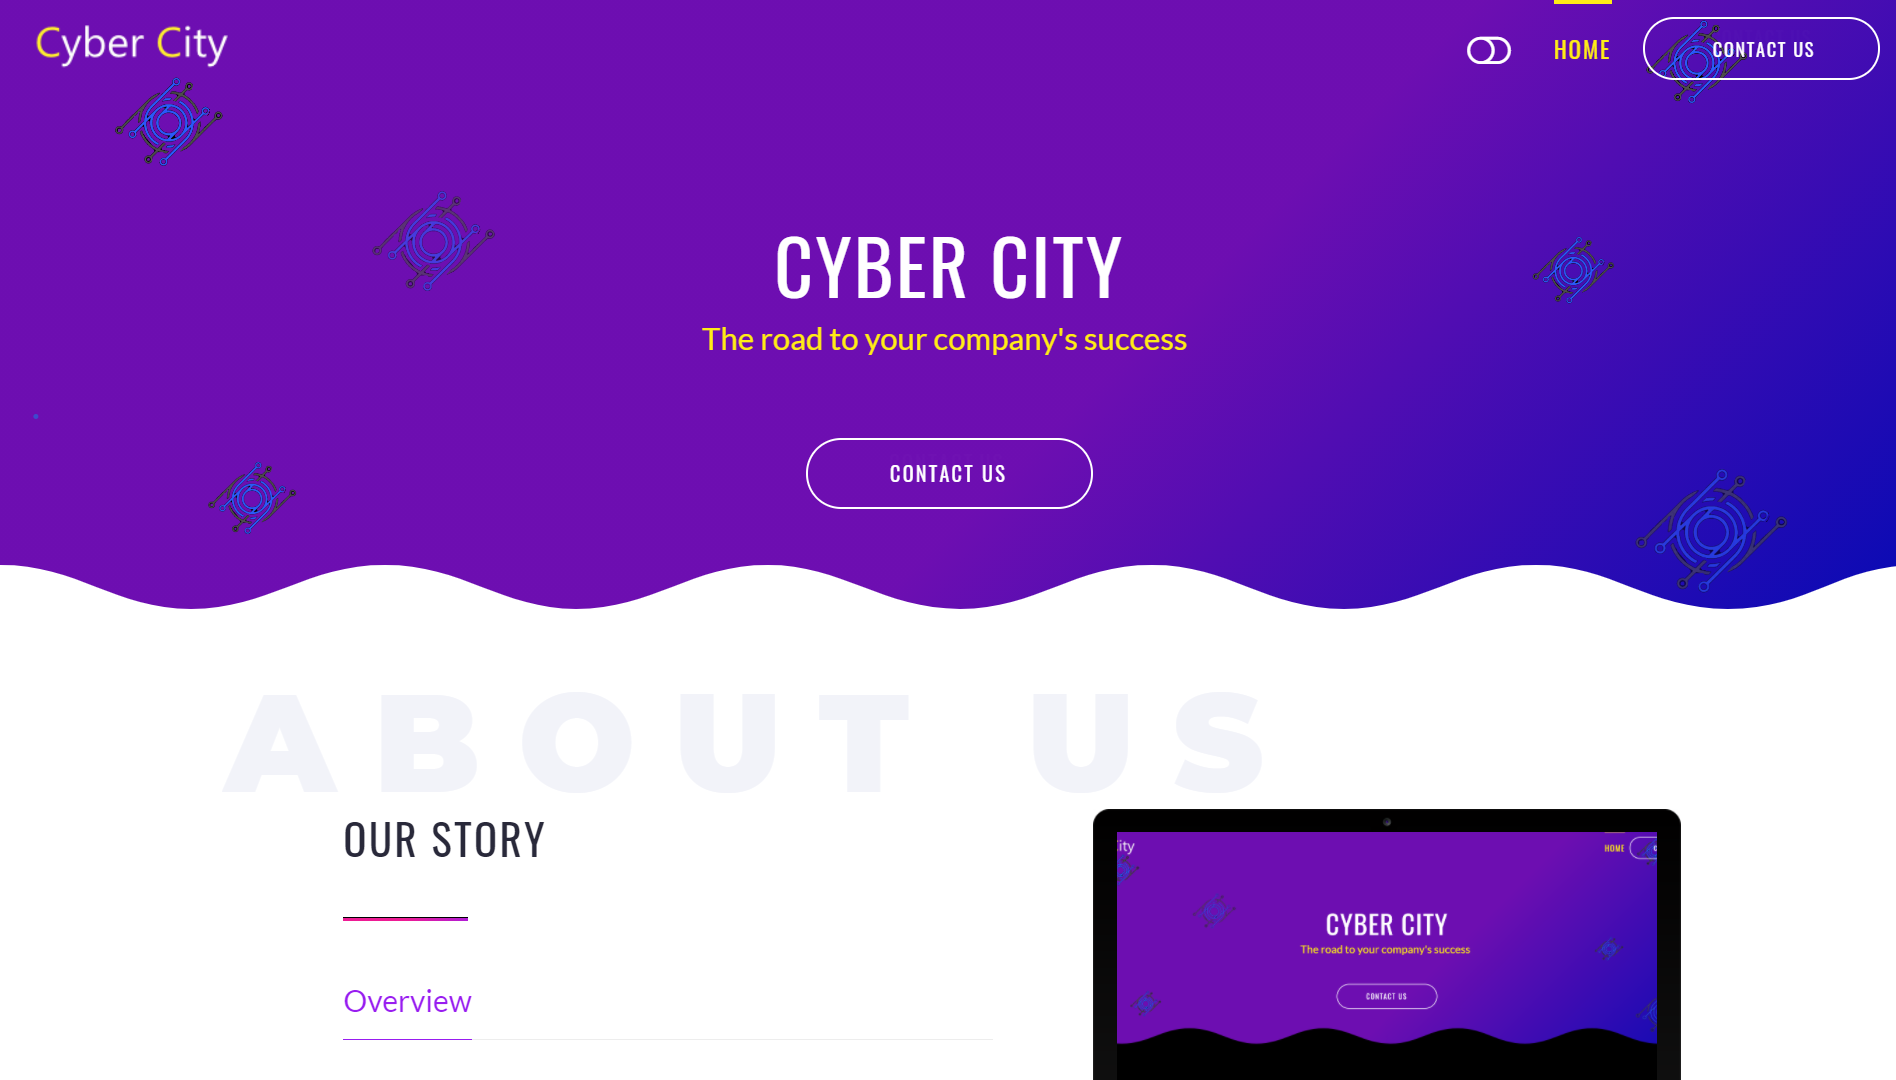 Cyber City
HOME
CONTACT US
CYBER CITY
The road to your company's success
CONTACT US
ABOUT US
OUR STORY
Overview
City
HOME
CYBER CITY
The road to your company's success
CONTACT US